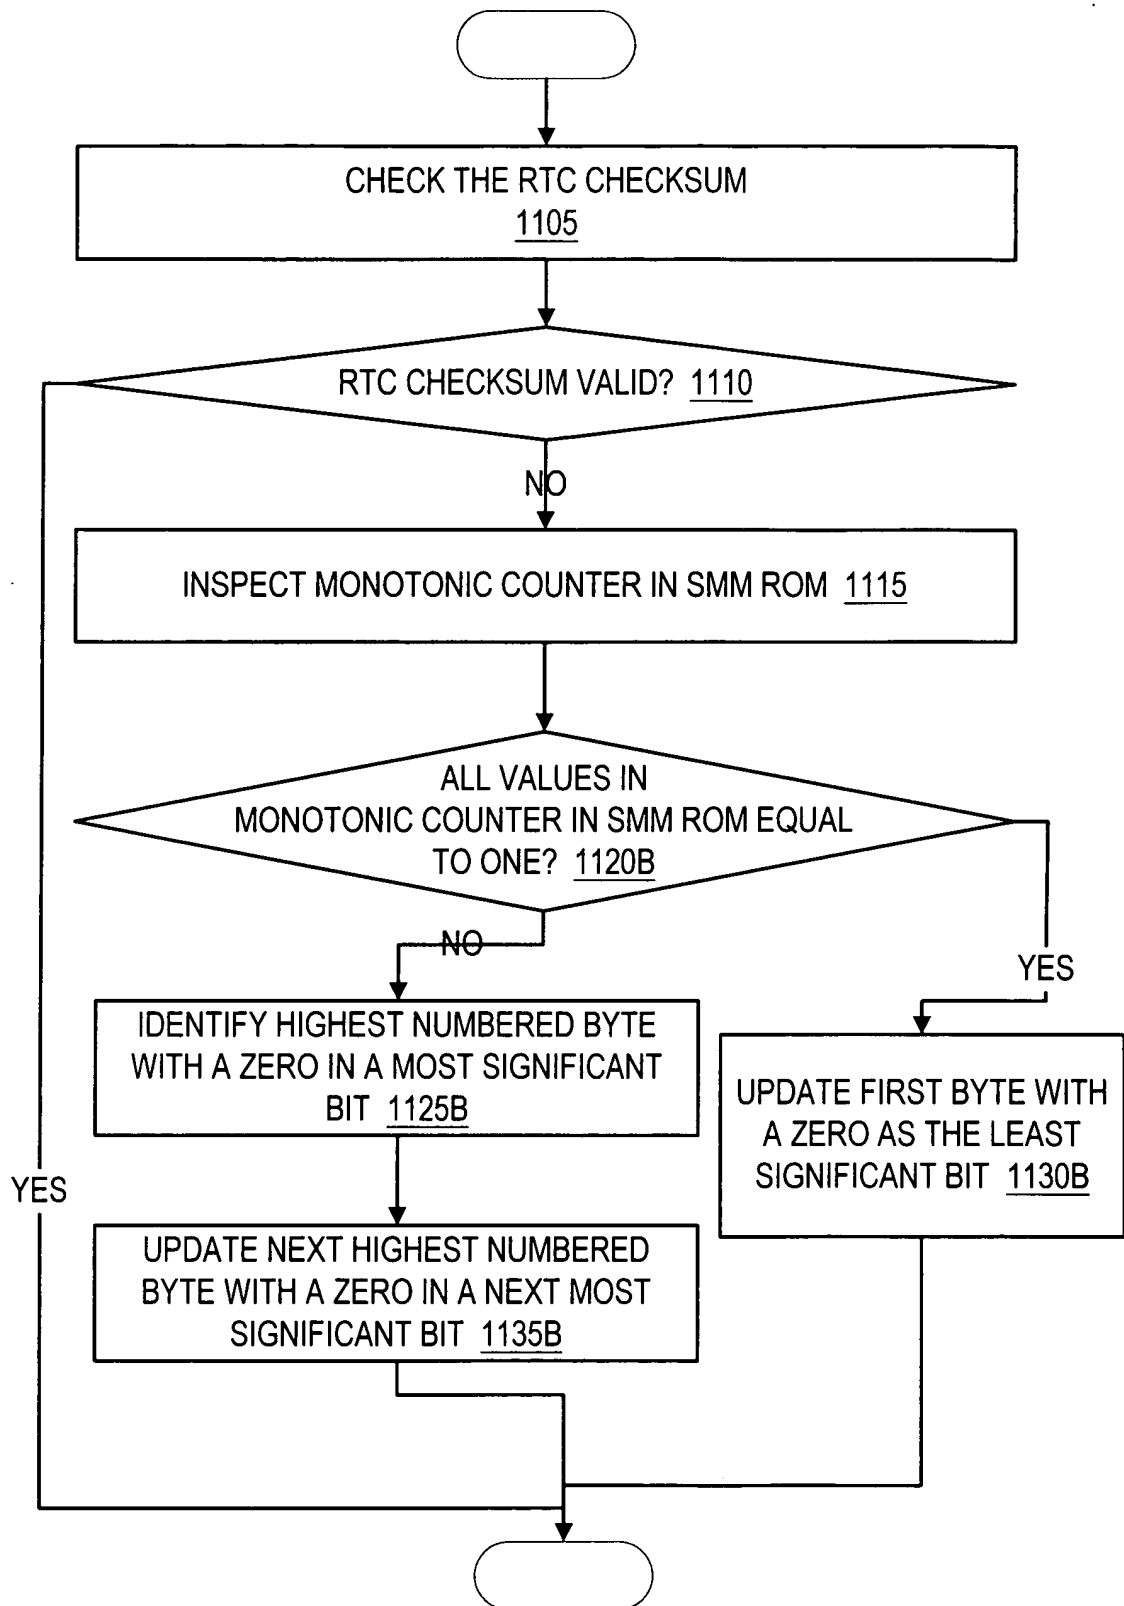 CHECK THE RTC CHECKSUM
1105
RTC CHECKSUM VALID? 1110
NO
INSPECT MONOTONIC COUNTER IN SMM ROM 1115
ALL VALUES IN
MONOTONIC COUNTER IN SMM ROM EQUAL
TO ONE? 1120B
NO
YES
IDENTIFY HIGHEST NUMBERED BYTE
WITH A ZERO IN A MOST SIGNIFICANT
BIT 1125B
UPDATE FIRST BYTE WITH
A ZERO AS THE LEAST
SIGNIFICANT BIT 1130B
YES
UPDATE NEXT HIGHEST NUMBERED
BYTE WITH A ZERO IN A NEXT MOST
SIGNIFICANT BIT 1135B